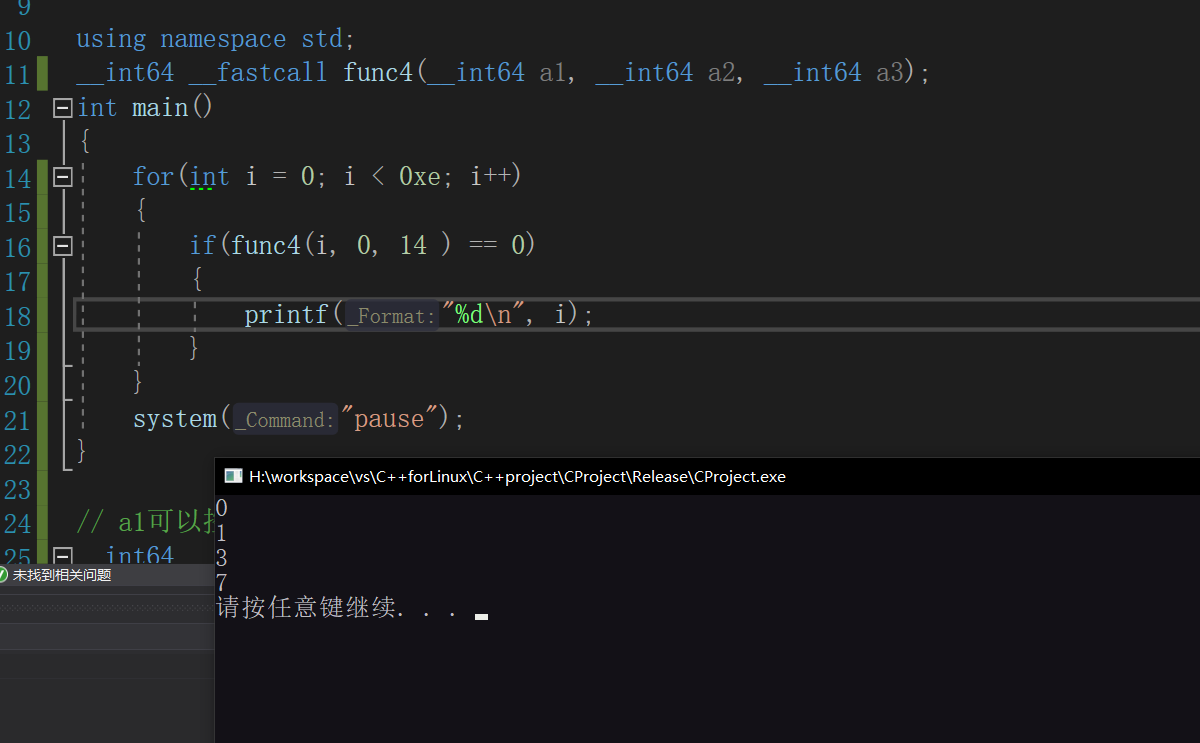 9
10 using namespace std;
11 __int64 __fastcall func4(__int64 a1, __int64 a2, __int64 a3);
12 int main()
13 {
14 for(int i = 0; i < 0xe; i++)
15 {
16 if(func4(i, 0, 14 ) == 0)
17 {
18 printf(_Format:"%d\n", i);
19 }
20 }
21 system(_Command:"pause");
22 }
23
24 // a1可以
25 __int64
未找到相关问题
H:\workspace\vs\C++forLinux\C++project\CProject\Release\CProject.exe
0
1
3
7
请按任意键继续. . .